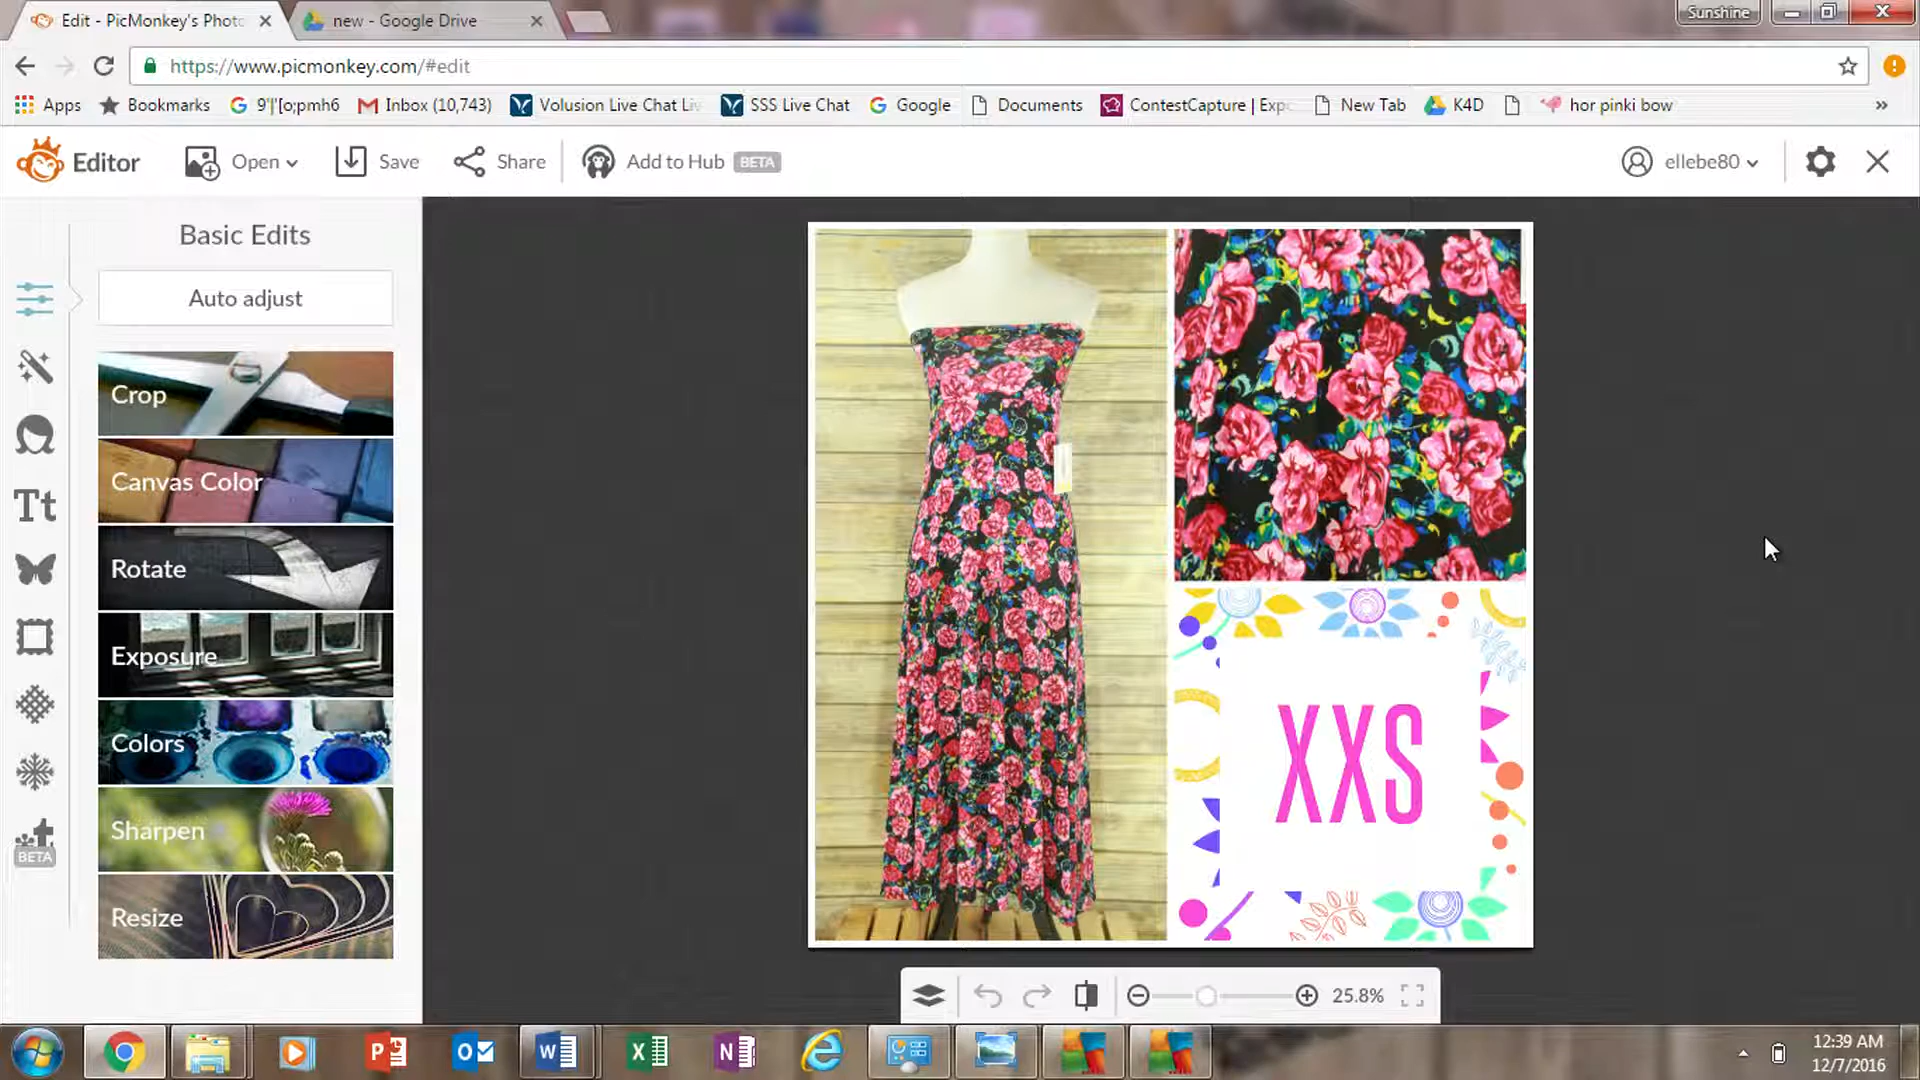 Edit - PicMonkey's Photo
new - Google Drive
Sunshine
https://www.picmonkey.com/#edit
Apps
Bookmarks
9'|'[o;pmh6
Inbox (10,743)
Volusion Live Chat Liv
SSS Live Chat
Google
Documents
ContestCapture | Expo
New Tab
K4D
hor pinki bow
»
Editor
Open
Save
Share
Add to Hub
BETA
ellebe80
Basic Edits
Auto adjust
Crop
Canvas Color
Rotate
Exposure
Colors
Sharpen
Resize
Tt
BETA
XXS
25.8%
12:39 AM
12/7/2016